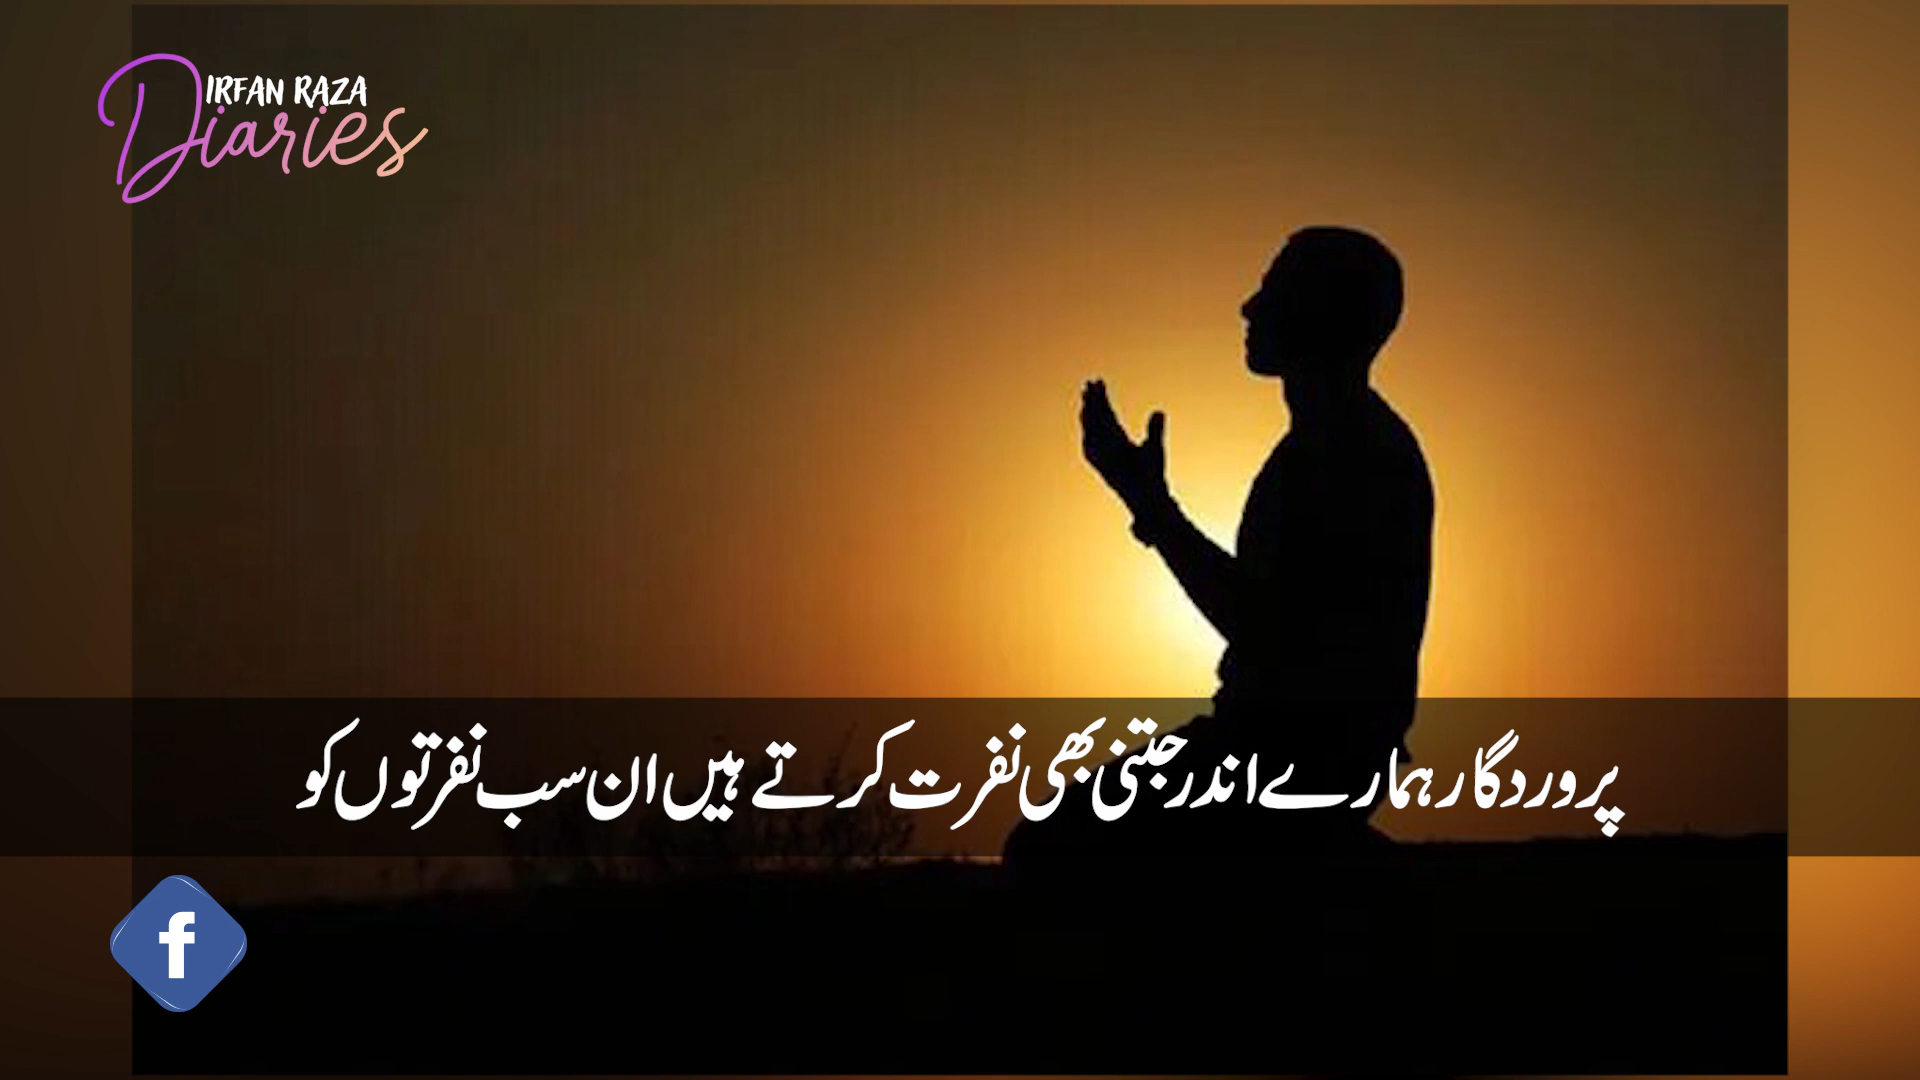 IRFAN RAZA
Diaries
پروردگار ہمارے اندر جتنی بھی نفرت کرتے ہیں ان سب نفرتوں کو
f